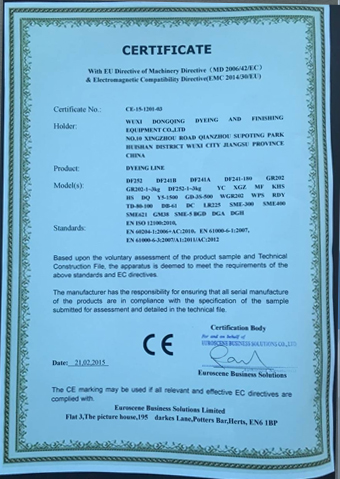 CERTIFICATE
With EU Directive of Machinery Directive (MD 2006/42/EC)
& Electromagnetic Compatibility Directive(EMC 2014/30/EU)
Certificate No.: CE-15-1201-03
Holder: WUXI DONGQING DYEING AND FINISHING
EQUIPMENT CO.,LTD
NO.10 XINGZHOU ROAD QIANZHOU SUPOTING PARK
HUISHAN DISTRICT WUXI CITY JIANGSU PROVINCE
CHINA
Product: DYEING LINE
Model(s): DF252 DF241B DF241A DF241-180 GR202
GR202-1~3kg DF252-1~3kg YC XGZ MF KHS
HS DQ Y5-1500 GD-35-500 WGR202 WPS RDY
TD-80-100 DB-61 DC LR225 SME-300 SME400
SME621 GM38 SME-5 BGD DGA DGH
Standards: EN ISO 12100:2010,
EN 60204-1:2006+AC:2010, EN 61000-6-1:2007,
EN 61000-6-3:2007/A1:2011/AC:2012
Based upon voluntary assessment of the product sample and Technical
Construction File, the apparatus is deemed to meet the requirements of the
above standards and EC directives.
The manufacturer has the responsibility for ensuring that all serial manufacture
of the products are in compliance with the specification of the sample
submitted for assessment and detailed in the technical file.
CE
Certification Body
For and on behalf of
EUROSCENE BUSINESS SOLUTIONS CO., LTD.
Date: 21.02.2015
Euroscene Business Solutions
The CE marking may be used if all relevant and effective EC directives are
complied with.
Euroscene Business Solutions Limited
Flat 3,The picture house,195 darkes Lane,Potters Bar,Herts, EN6 1BP